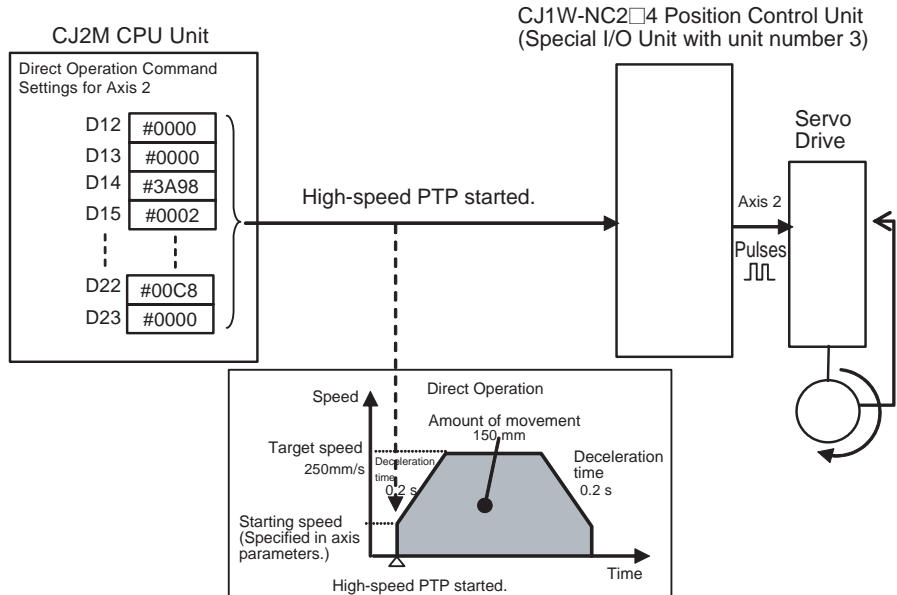 CJ2M CPU Unit
CJ1W-NC2□4 Position Control Unit
(Special I/O Unit with unit number 3)
Direct Operation Command
Settings for Axis 2
D12 #0000
D13 #0000
D14 #3A98
D15 #0002
D22 #00C8
D23 #0000
High-speed PTP started.
Axis 2
Pulses
Servo
Drive
Direct Operation
Speed
Amount of movement
150 mm
Target speed
250mm/s
Deceleration
time
0.2 s
Deceleration
time
0.2 s
Starting speed
(Specified in axis
parameters.)
Time
High-speed PTP started.